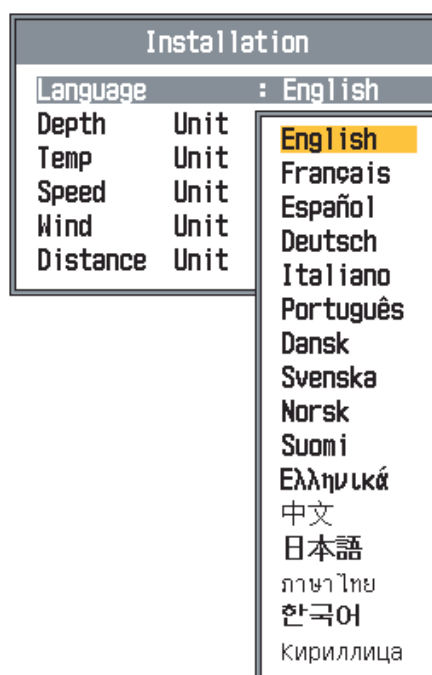 Installation
Language : English
Depth Unit
Temp Unit
Speed Unit
Wind Unit
Distance Unit
English
Français
Español
Deutsch
Italiano
Português
Dansk
Svenska
Norsk
Suomi
Ελληνικά
中文
日本語
ภาษาไทย
한국어
Кириллица